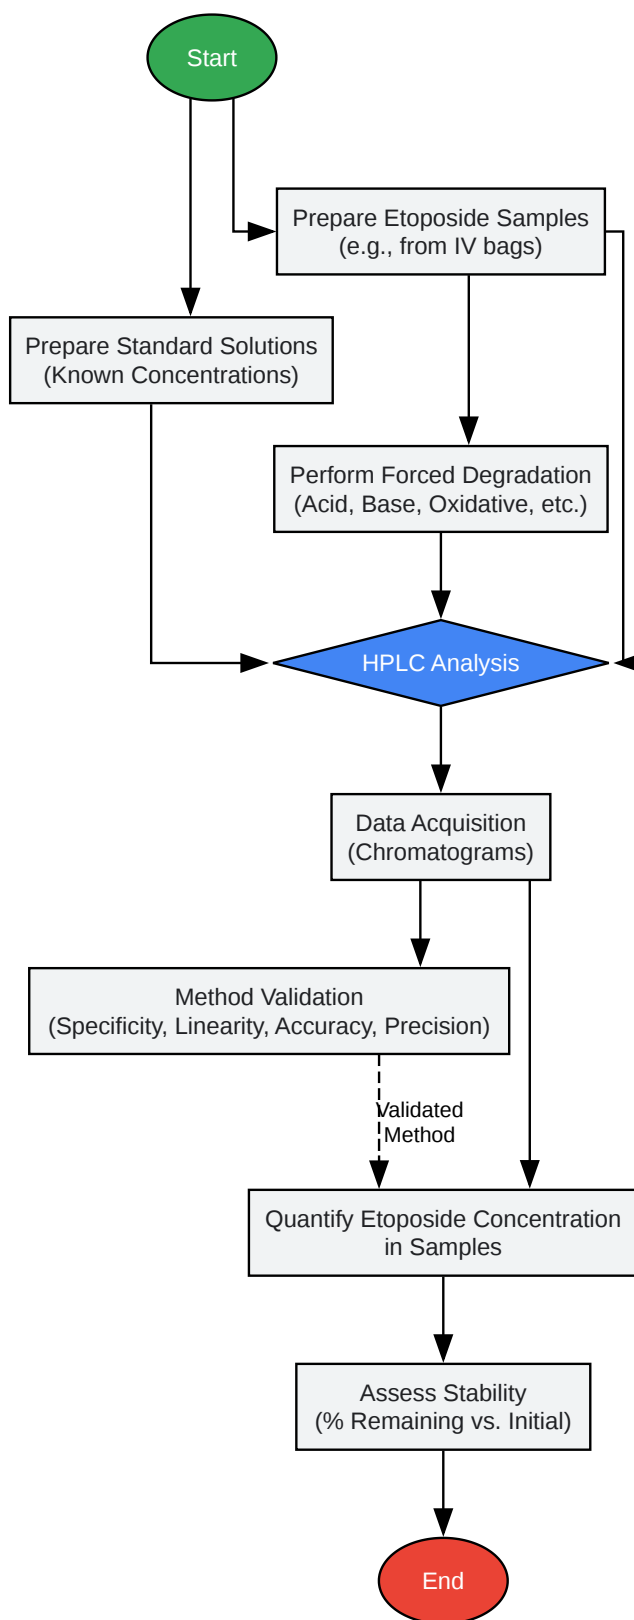 Start
Prepare Etoposide Samples
(e.g., from IV bags)
Prepare Standard Solutions
(Known Concentrations)
Perform Forced Degradation
(Acid, Base, Oxidative, etc.)
HPLC Analysis
Data Acquisition
(Chromatograms)
Method Validation
(Specificity, Linearity, Accuracy, Precision)
Validated
Method
Quantify Etoposide Concentration
in Samples
Assess Stability
(% Remaining vs. Initial)
End